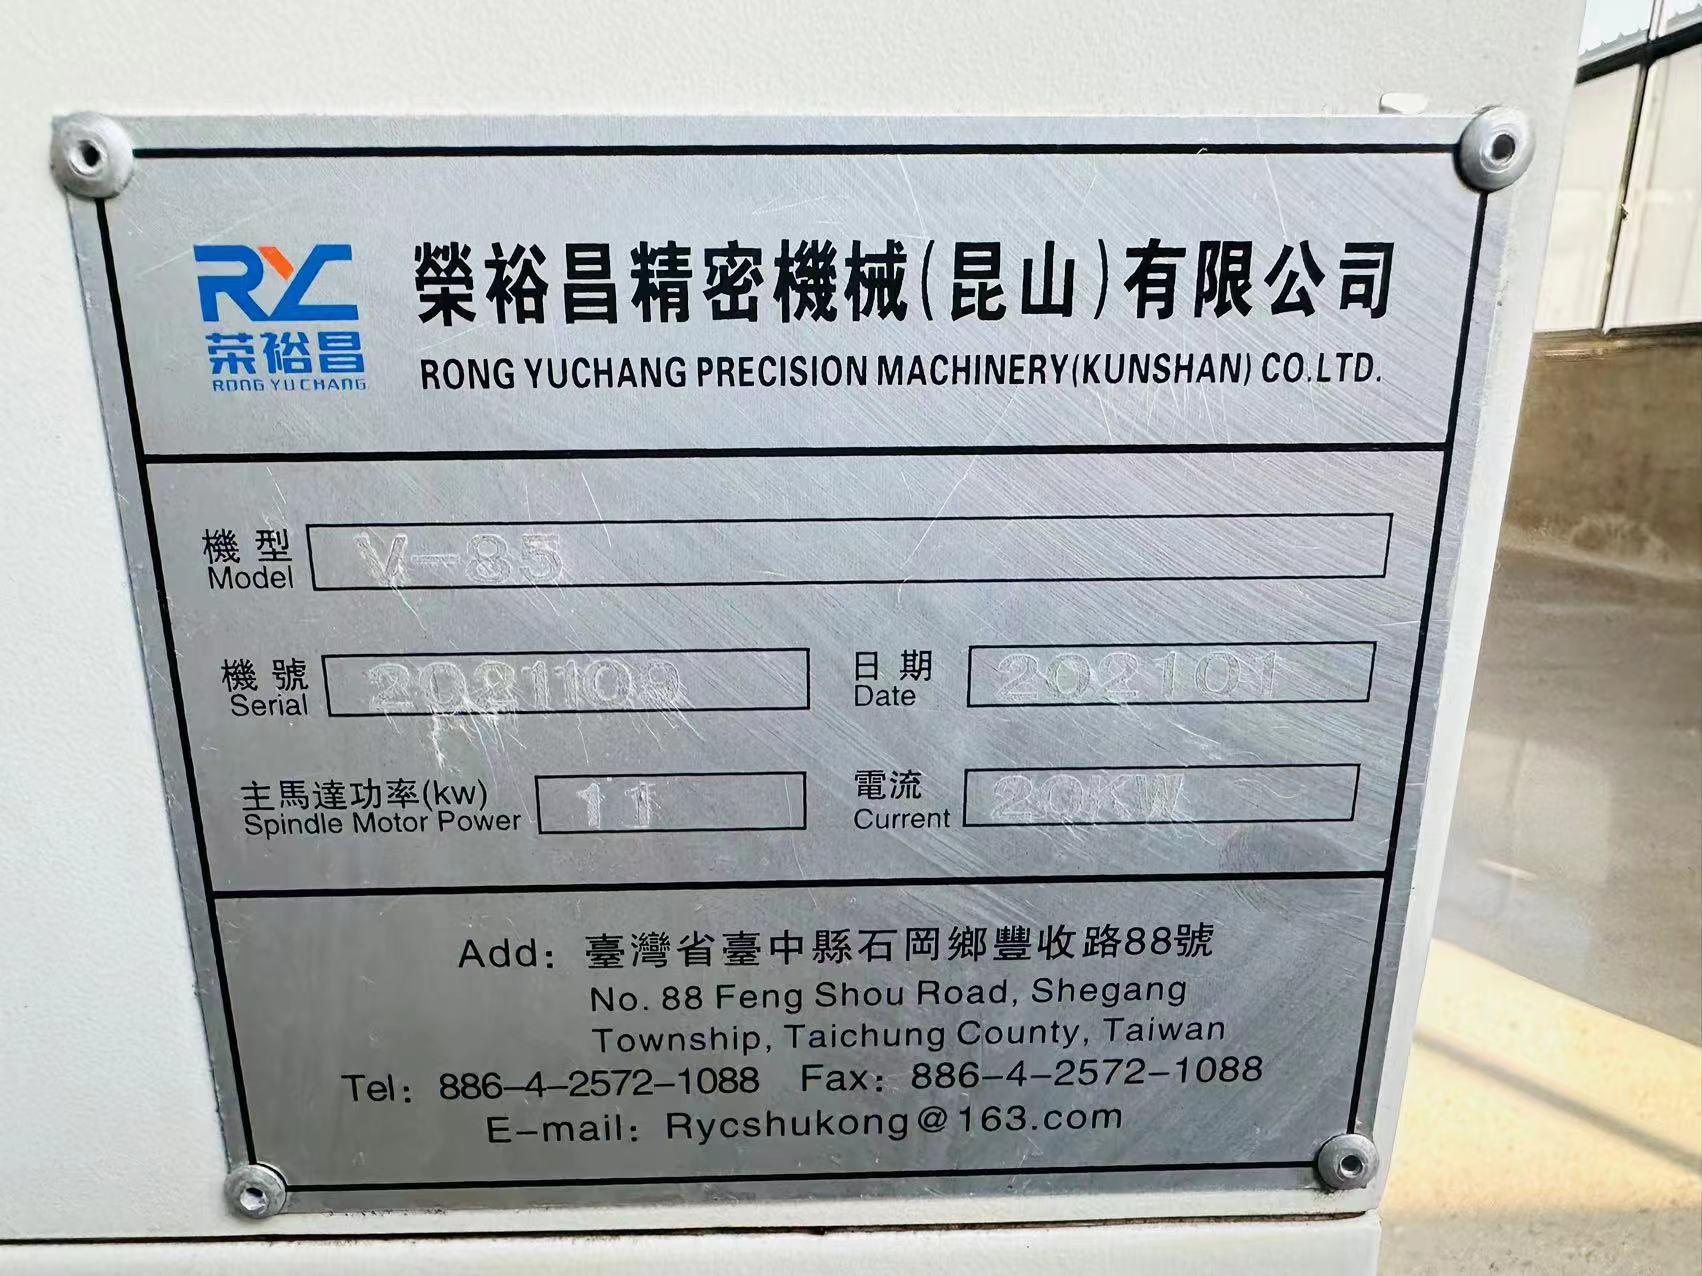 RYC
荣裕昌
RONG YUCHANG
榮裕昌精密機械(昆山)有限公司
RONG YUCHANG PRECISION MACHINERY(KUNSHAN) CO.LTD.
機型
Model
V-85
機號
Serial
2021109
日期
Date
202101
主馬達功率(kw)
Spindle Motor Power
11
電流
Current
20KW
Add: 臺灣省臺中縣石岡鄉豐收路88號
No. 88 Feng Shou Road, Shegang
Township, Taichung County, Taiwan
Tel: 886-4-2572-1088 Fax: 886-4-2572-1088
E-mail: Rycshukong@163.com